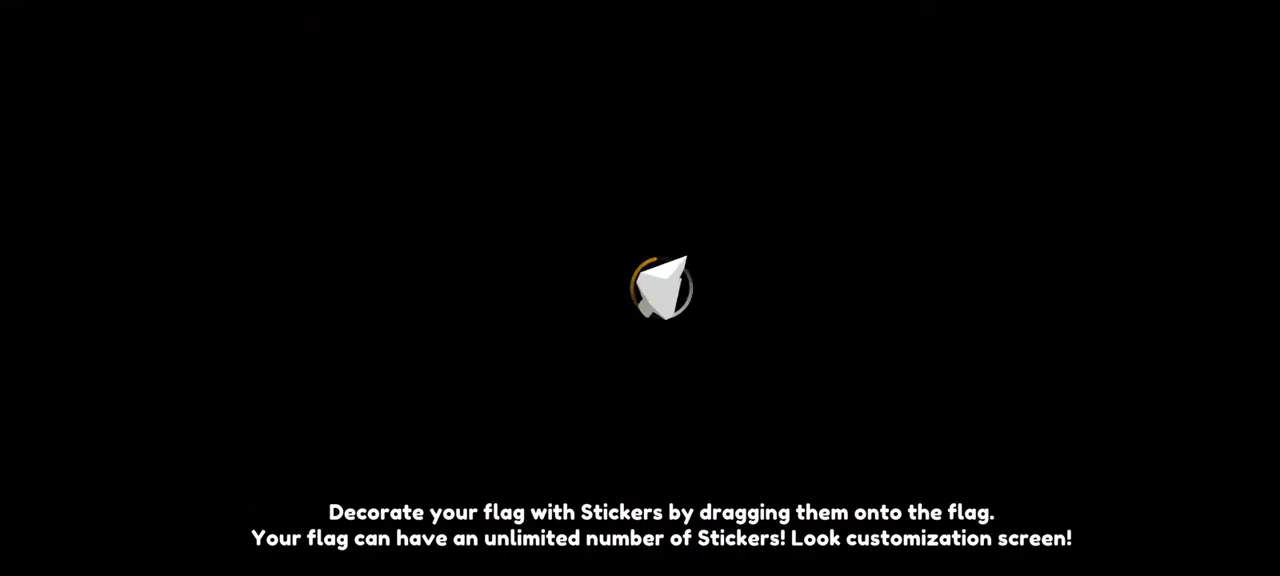 Decorate your flag with Stickers by dragging them onto the flag.
Your flag can have an unlimited number of Stickers! Look customization screen!